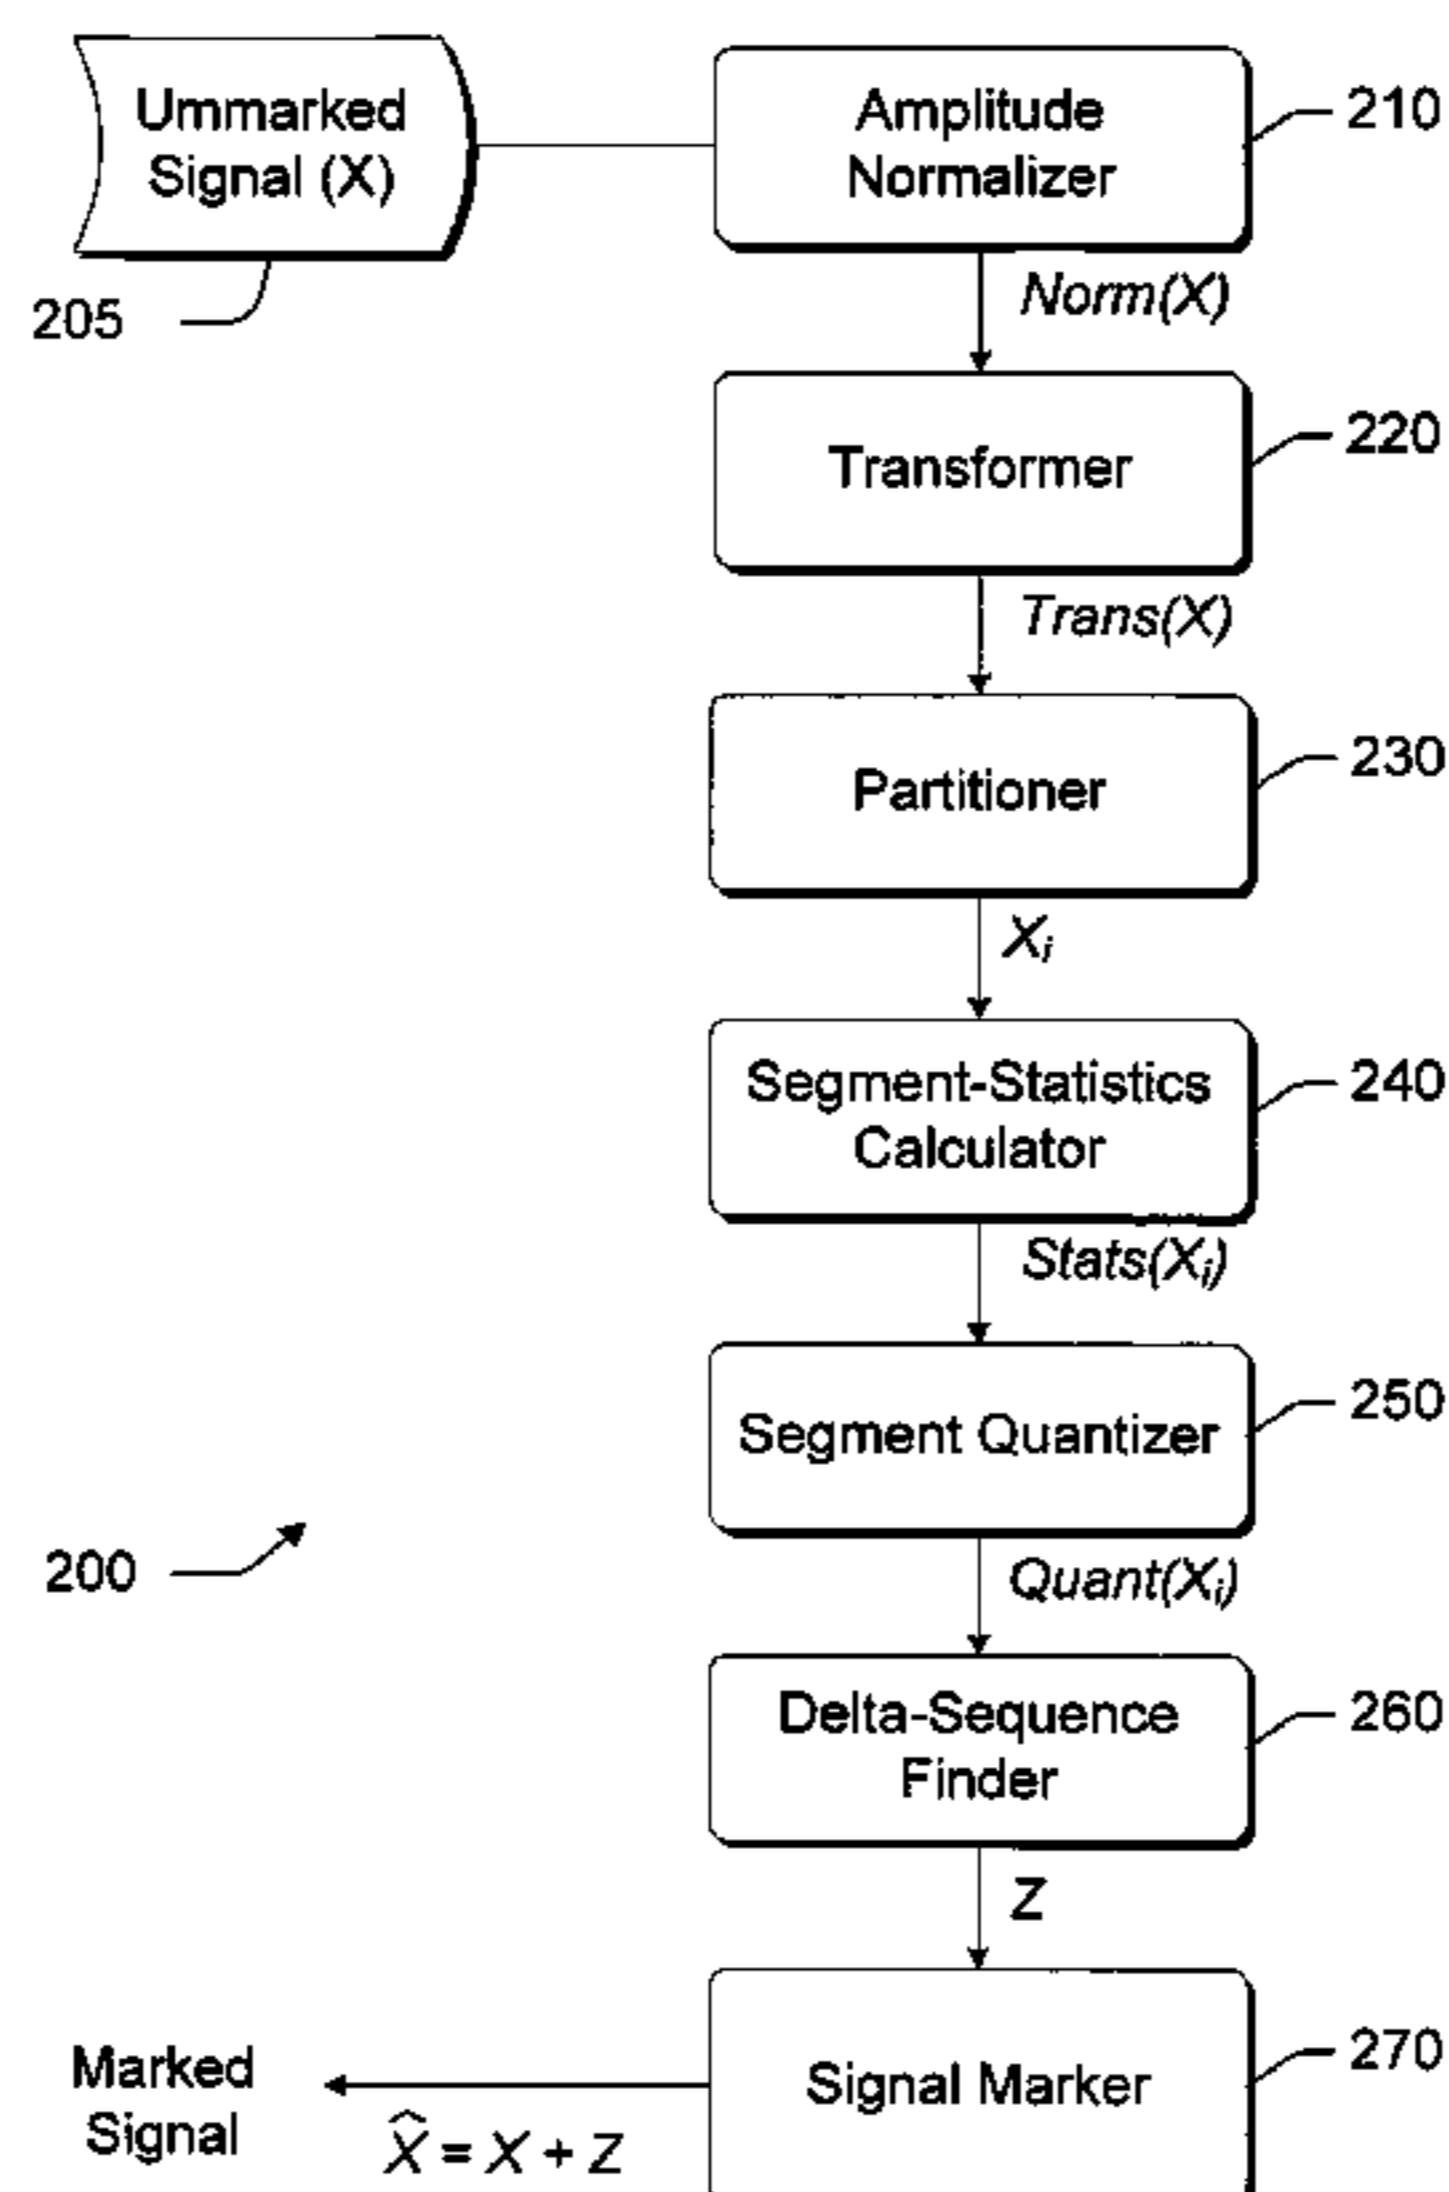 Ummarked
Signal (X)
205
Amplitude
Normalizer
210
Norm(X)
Transformer
220
Trans(X)
Partitioner
230
Xi
Segment-Statistics
Calculator
240
Stats(Xi)
Segment Quantizer
250
200
Quant(Xi)
Delta-Sequence
Finder
260
Z
Signal Marker
270
Marked
Signal
X̂ = X + Z